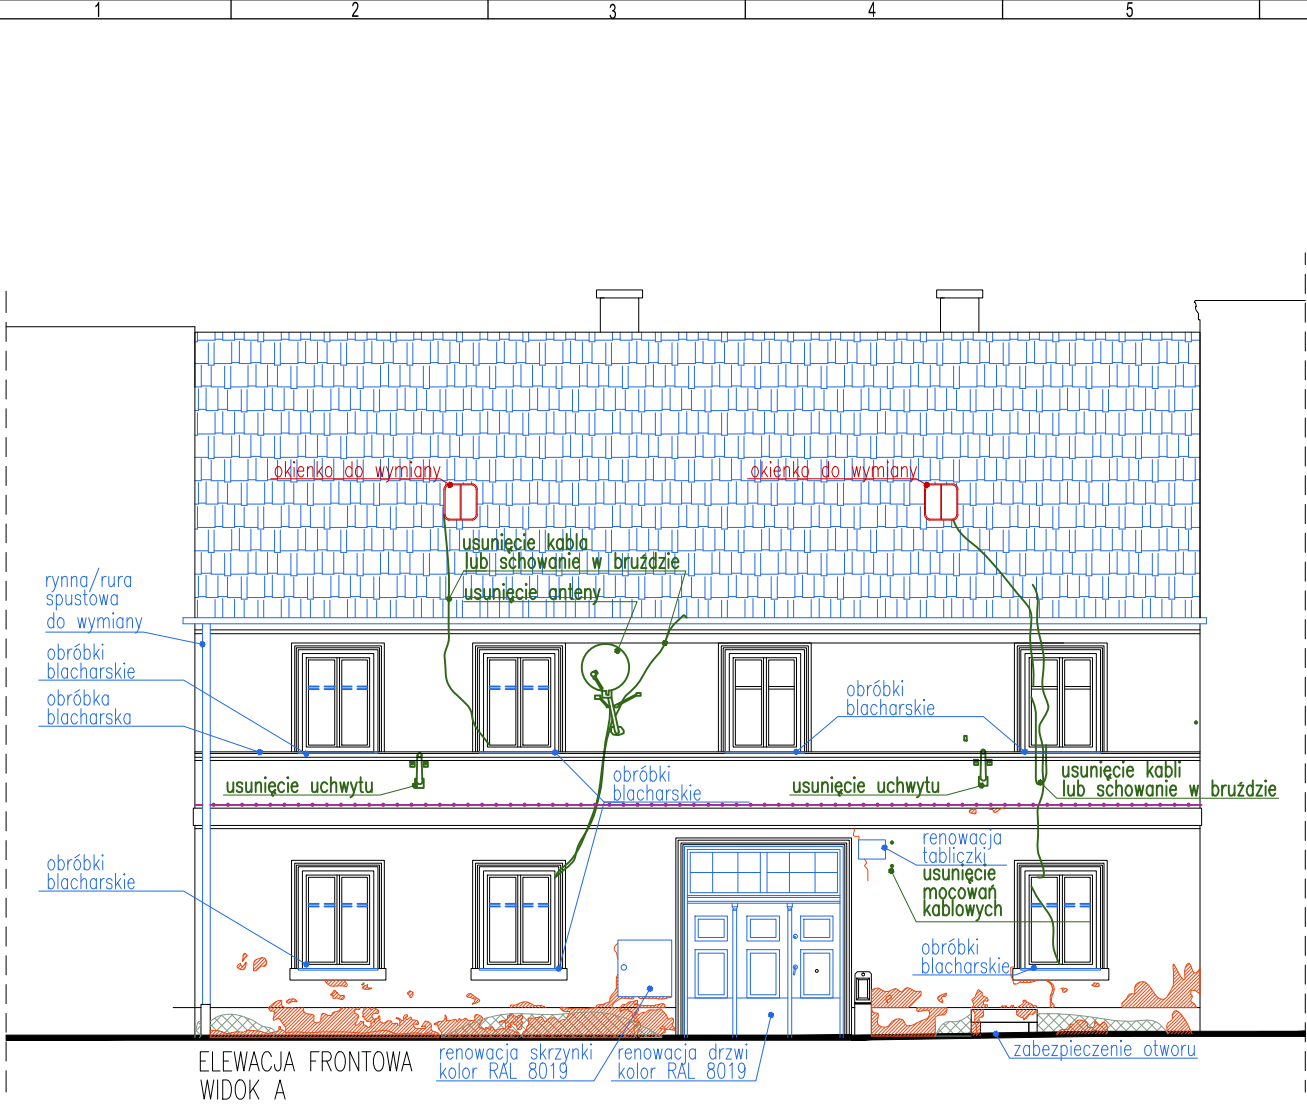 1 2 3 4 5
okienko do wymiany
okienko do wymiany
usunięcie kabla
lub schowanie w bruździe
usunięcie anteny
rynna/rura
spustowa
do wymiany
obróbki
blacharskie
obróbka
blacharska
obróbki
blacharskie
usunięcie uchwytu
obróbki
blacharskie
usunięcie uchwytu
usunięcie kabli
lub schowanie w bruździe
obróbki
blacharskie
renowacja
tabliczki
usunięcie
mocowań
kablowych
obróbki
blacharskie
ELEWACJA FRONTOWA
WIDOK A
renowacja skrzynki
kolor RAL 8019
renowacja drzwi
kolor RAL 8019
zabezpieczenie otworu